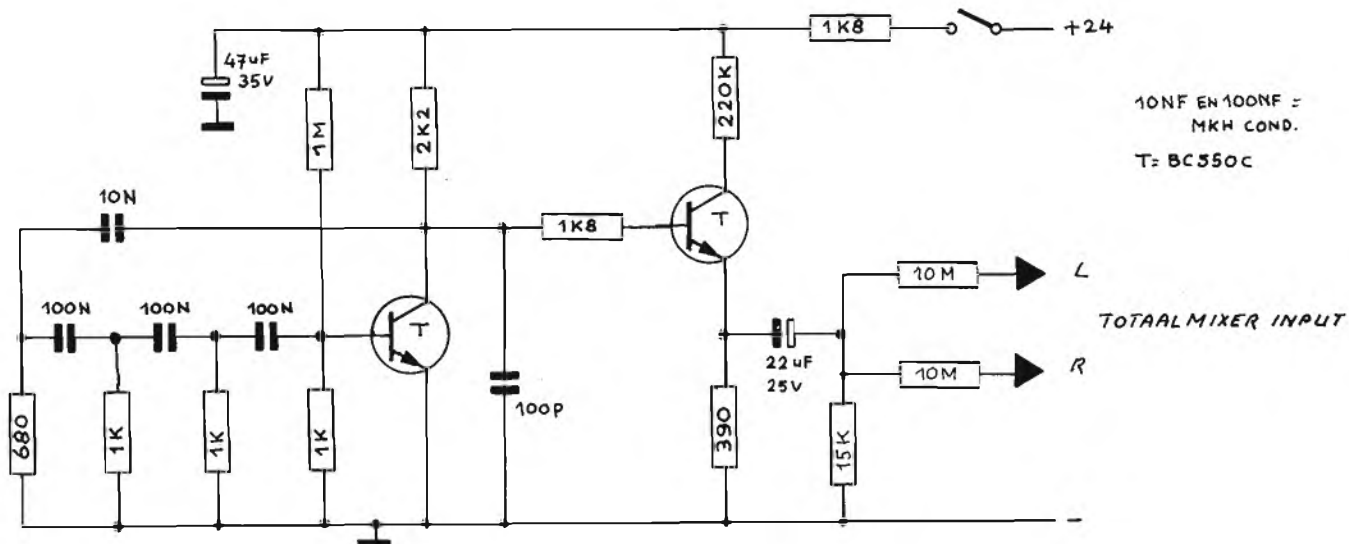 1K8
+24
47uF
35V
1M
2K2
220K
10NF EN 100NF =
MKH COND.
T= BC550C
10N
1K8
T
100N
100N
100N
T
10M
L
TOTAALMIXER INPUT
22uF
25V
10M
R
100P
680
1K
1K
1K
390
15K
-